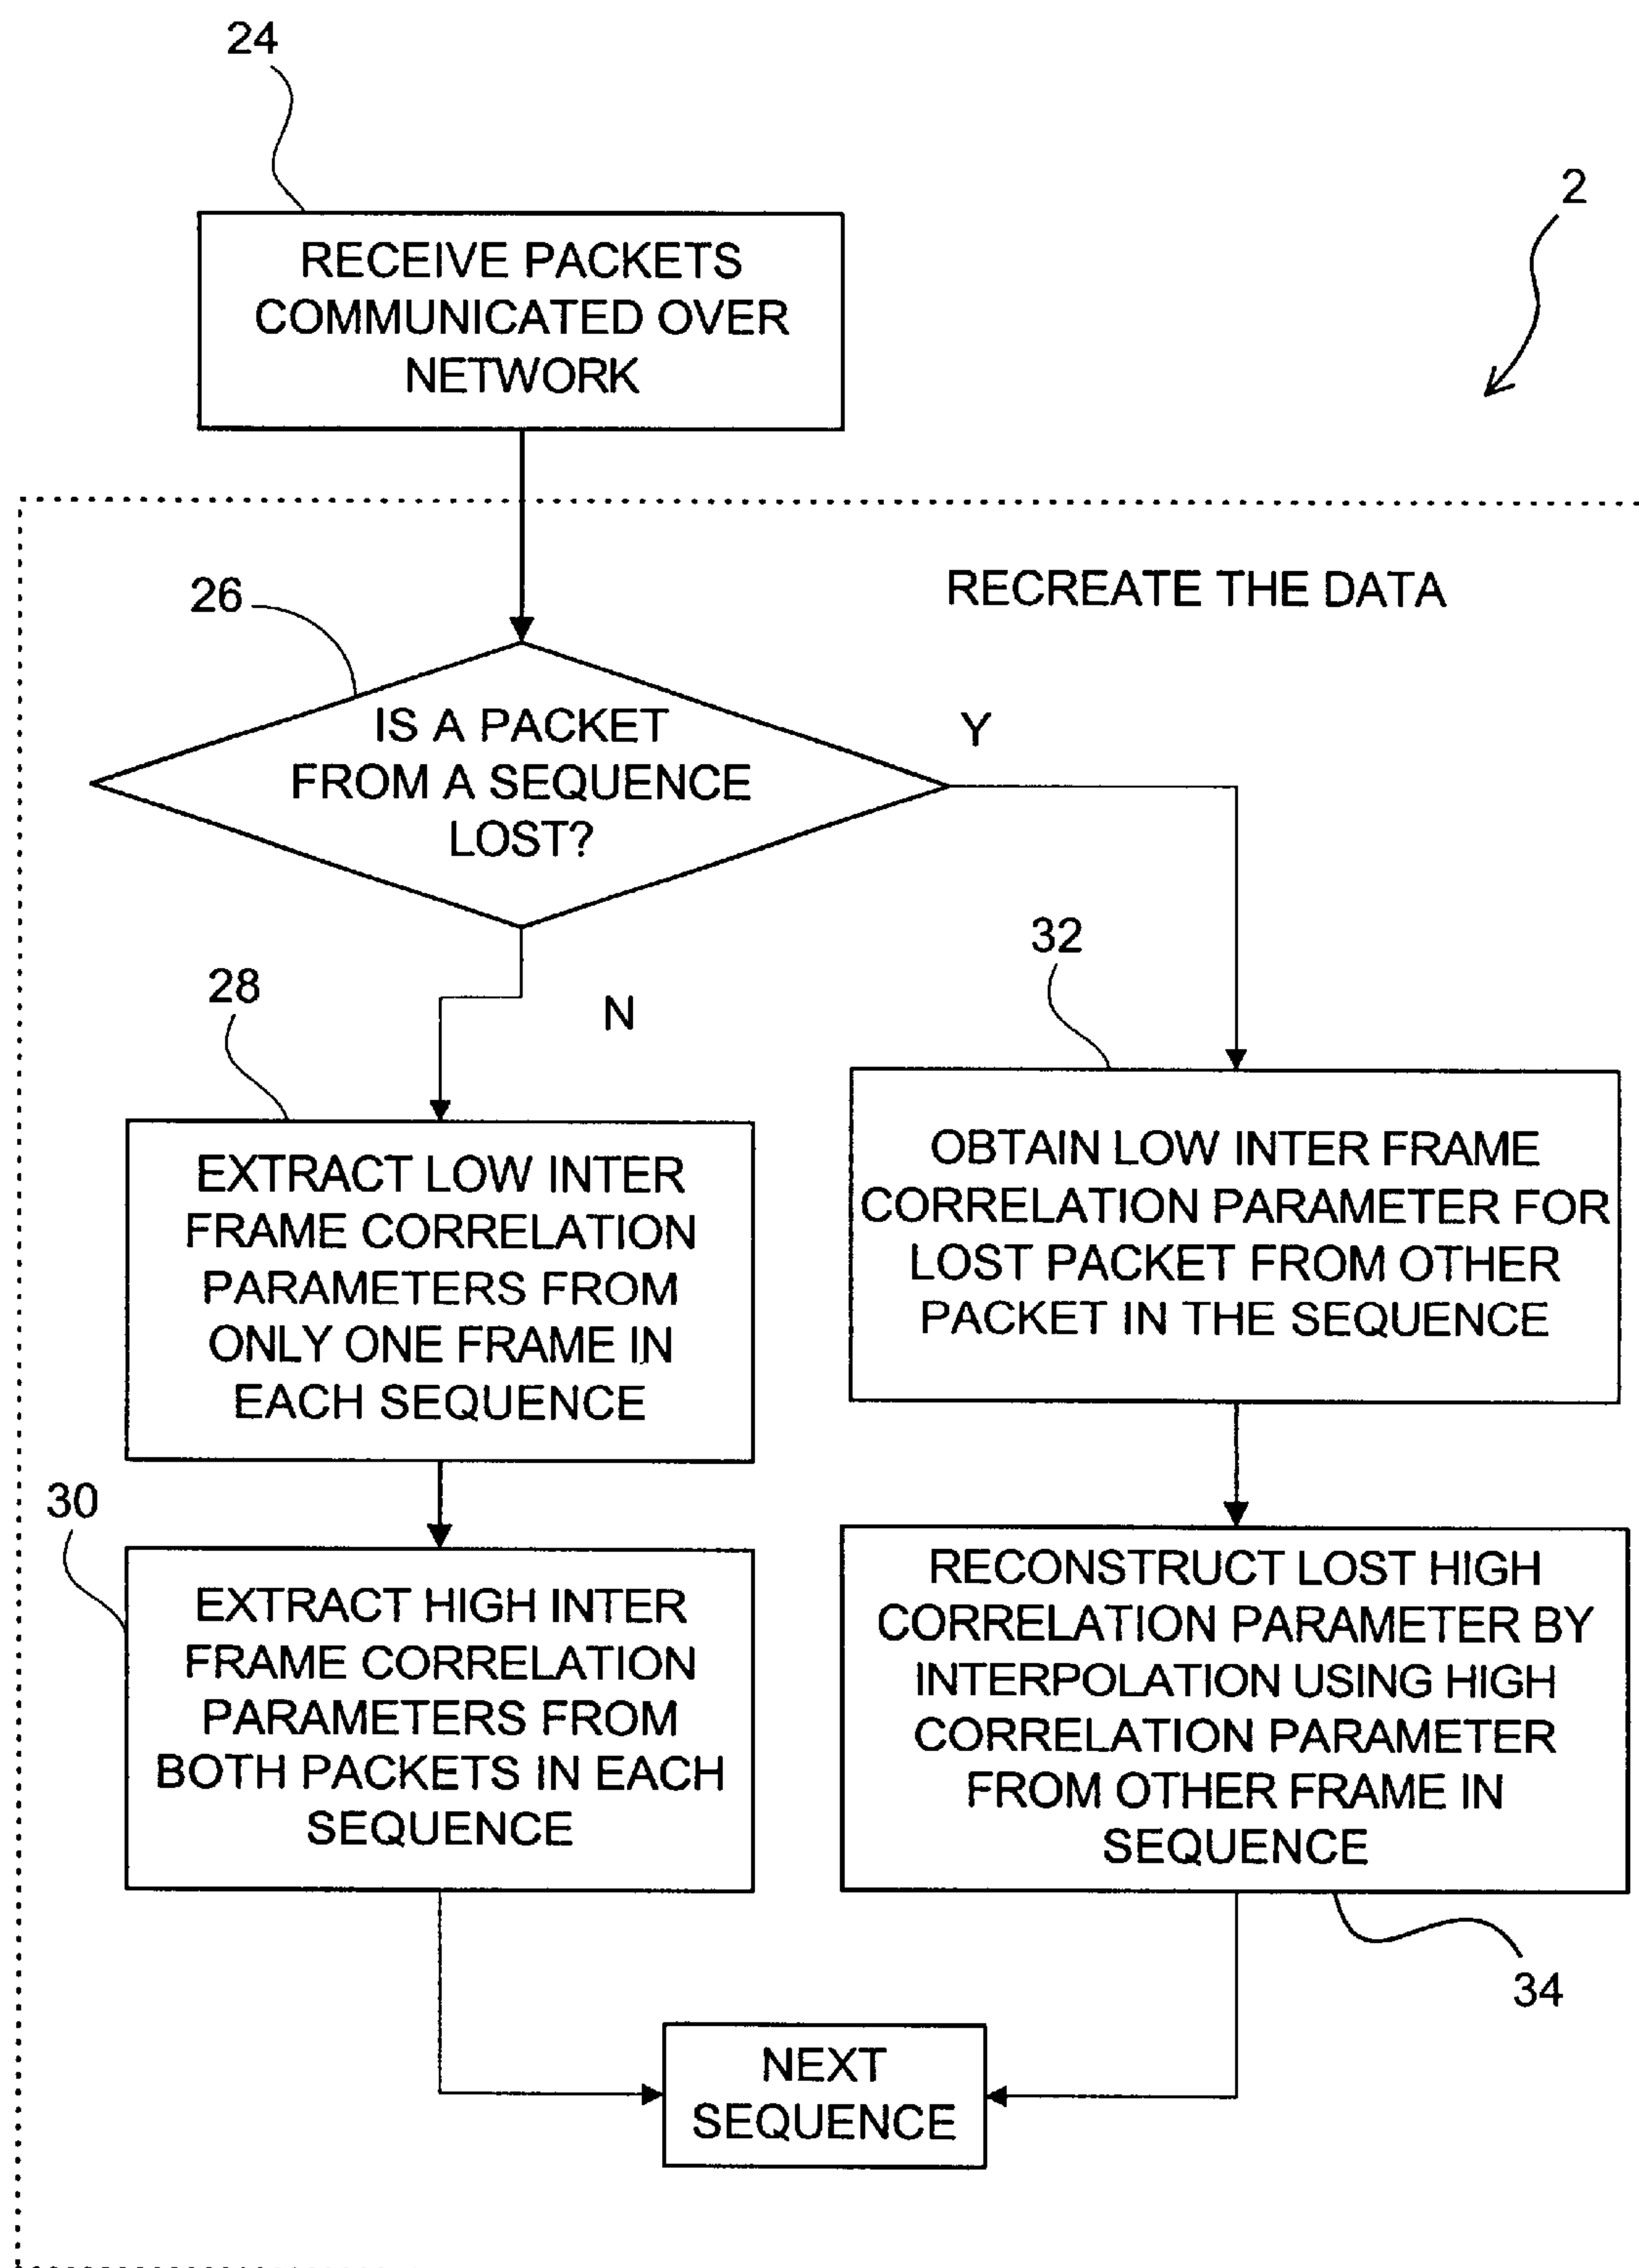 24
2
RECEIVE PACKETS
COMMUNICATED OVER
NETWORK
RECREATE THE DATA
26
IS A PACKET
FROM A SEQUENCE
LOST?
Y
N
28
EXTRACT LOW INTER
FRAME CORRELATION
PARAMETERS FROM
ONLY ONE FRAME IN
EACH SEQUENCE
30
EXTRACT HIGH INTER
FRAME CORRELATION
PARAMETERS FROM
BOTH PACKETS IN EACH
SEQUENCE
32
OBTAIN LOW INTER FRAME
CORRELATION PARAMETER FOR
LOST PACKET FROM OTHER
PACKET IN THE SEQUENCE
RECONSTRUCT LOST HIGH
CORRELATION PARAMETER BY
INTERPOLATION USING HIGH
CORRELATION PARAMETER
FROM OTHER FRAME IN
SEQUENCE
34
NEXT
SEQUENCE